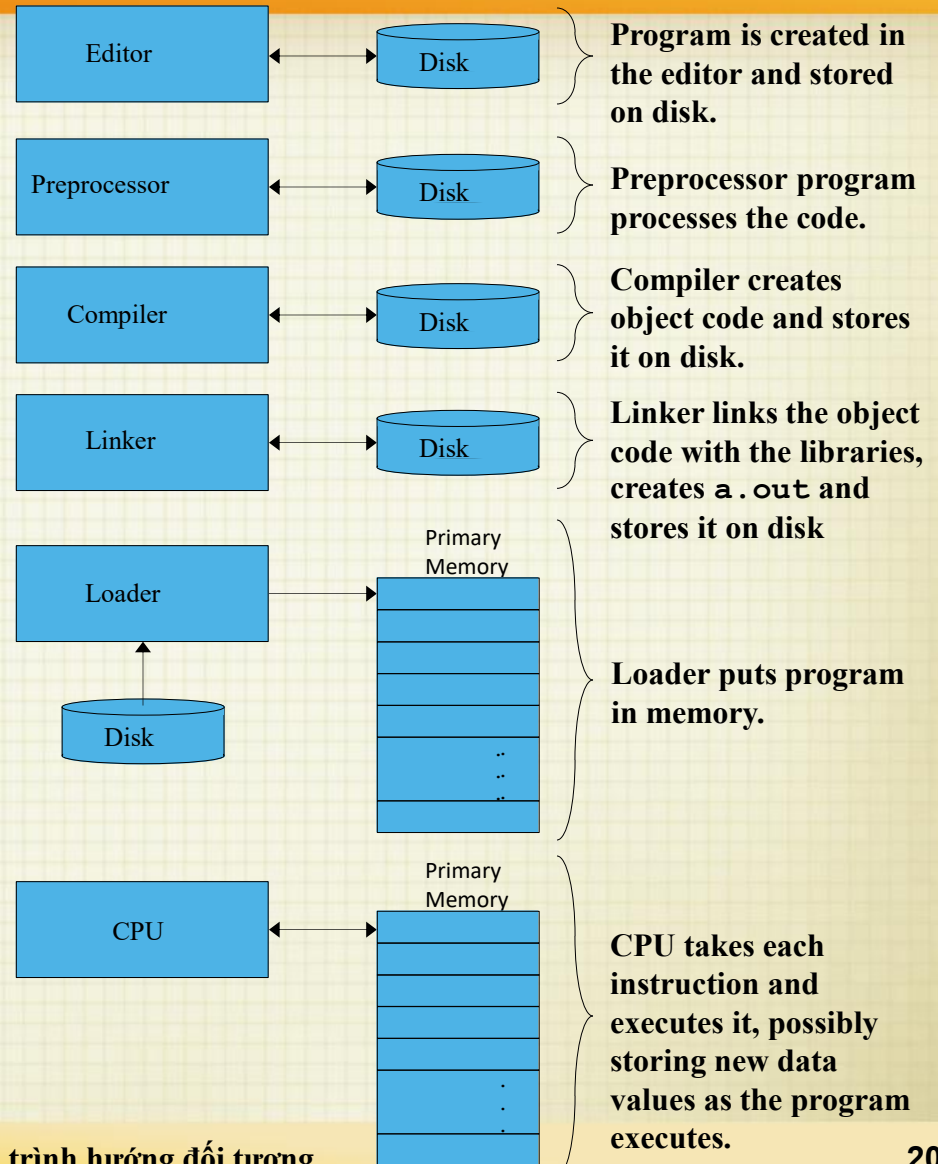 Editor
Disk
Program is created in
the editor and stored
on disk.
Preprocessor
Disk
Preprocessor program
processes the code.
Compiler
Disk
Compiler creates
object code and stores
it on disk.
Linker
Disk
Linker links the object
code with the libraries,
creates a.out and
stores it on disk
Loader
Disk
Primary
Memory
Loader puts program
in memory.
CPU
Primary
Memory
CPU takes each
instruction and
executes it, possibly
storing new data
values as the program
executes.
trình hướng đối tượng
20